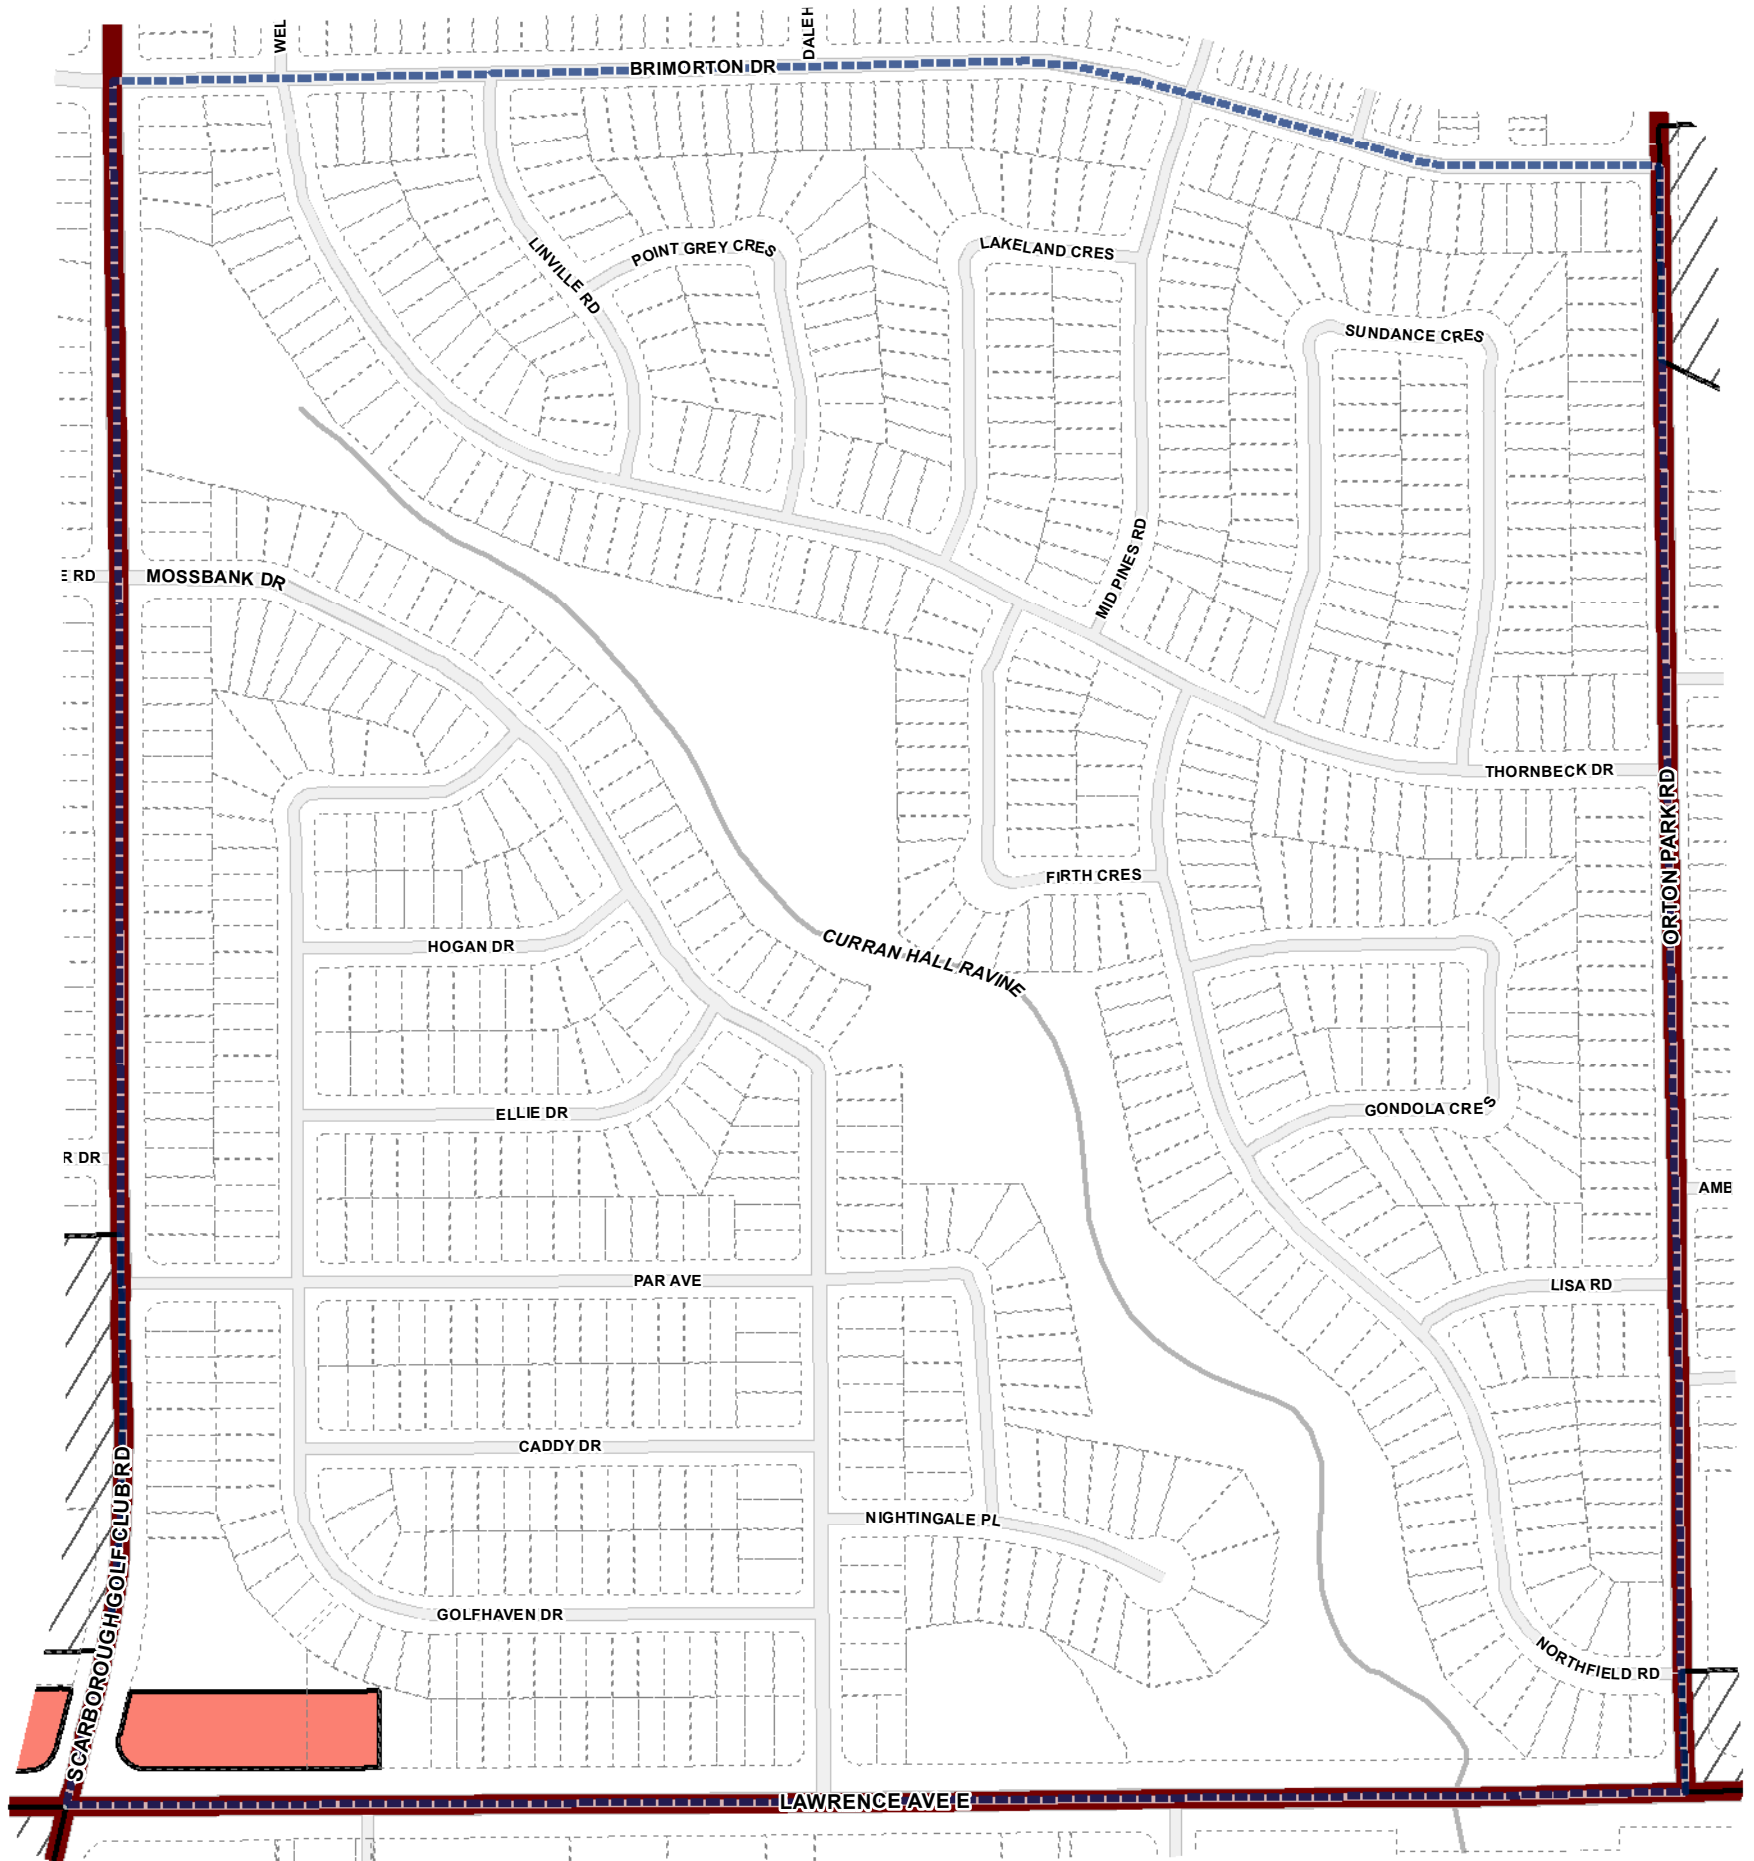 WEL
DALEH
BRIMORTON DR
LINVILLE RD
POINT GREY CRES
LAKELAND CRES
SUNDANCE CRES
MID PINES RD
E RD
MOSSBANK DR
THORNBECK DR
ORTON PARK RD
FIRTH CRES
HOGAN DR
CURRAN HALL RAVINE
ELLIE DR
GONDOLA CRES
R DR
AMB
PAR AVE
LISA RD
CADDY DR
SCARBOROUGH GOLF CLUB RD
NIGHTINGALE PL
GOLFHAVEN DR
NORTHFIELD RD
LAWRENCE AVE E